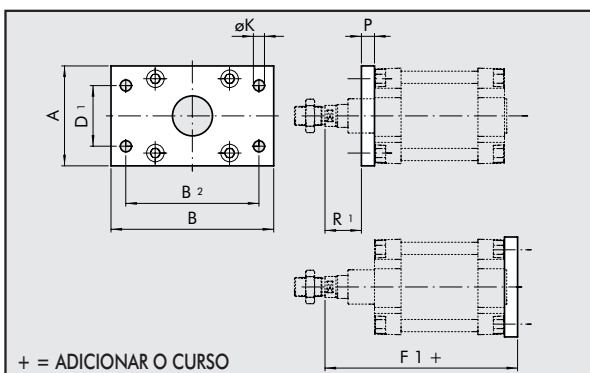 øK
P
A
D 1
B 2
B
R 1
F 1 +
+ = ADICIONAR O CURSO